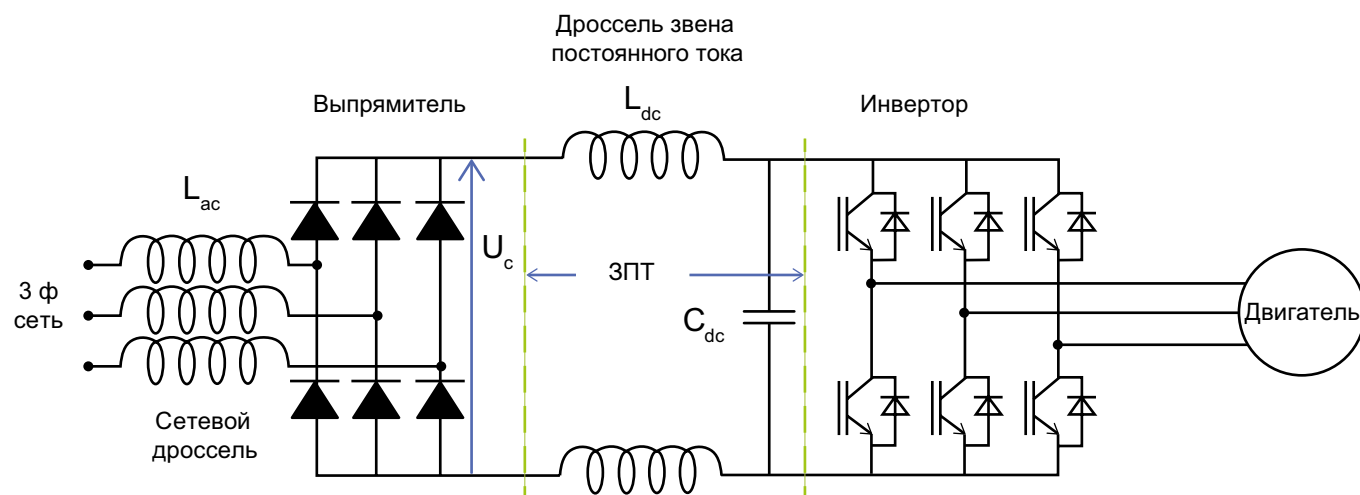 Дроссель звена
постоянного тока
Выпрямитель
L dc
Инвертор
L ac
U c
ЗПТ
3 ф
сеть
C dc
Двигатель
Сетевой
дроссель